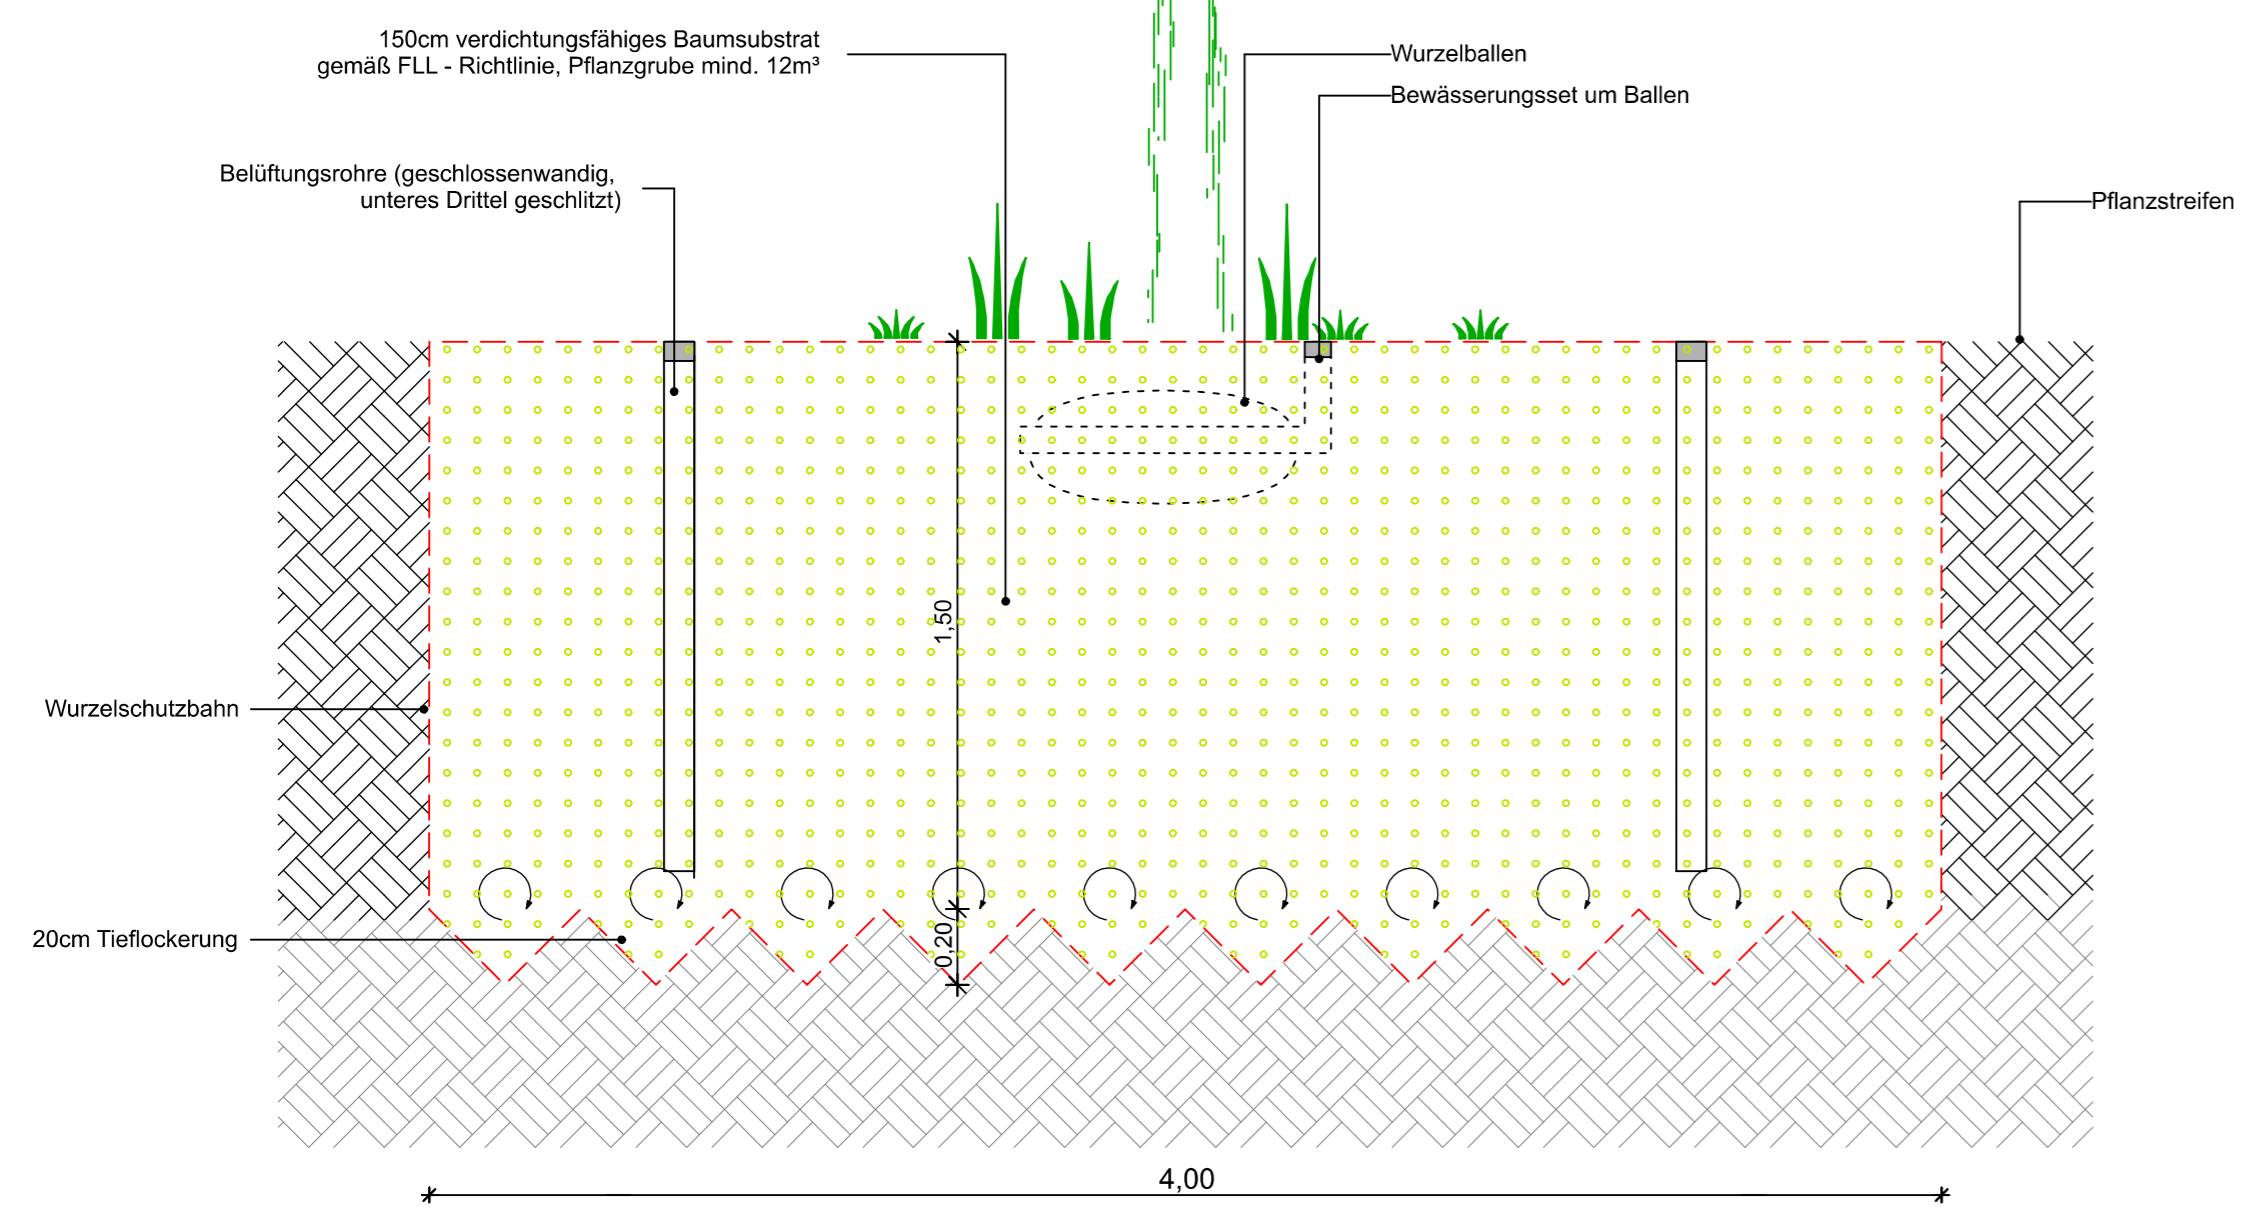 150cm verdichtungsfähiges Baumsubstrat
gemäß FLL - Richtlinie, Pflanzgrube mind. 12m³
Wurzelballen
Bewässerungsset um Ballen
Belüftungsrohre (geschlossenwandig,
unteres Drittel geschlitzt)
Pflanzstreifen
1,50
Wurzelschutzbahn
20cm Tieflockerung
0,20
4,00